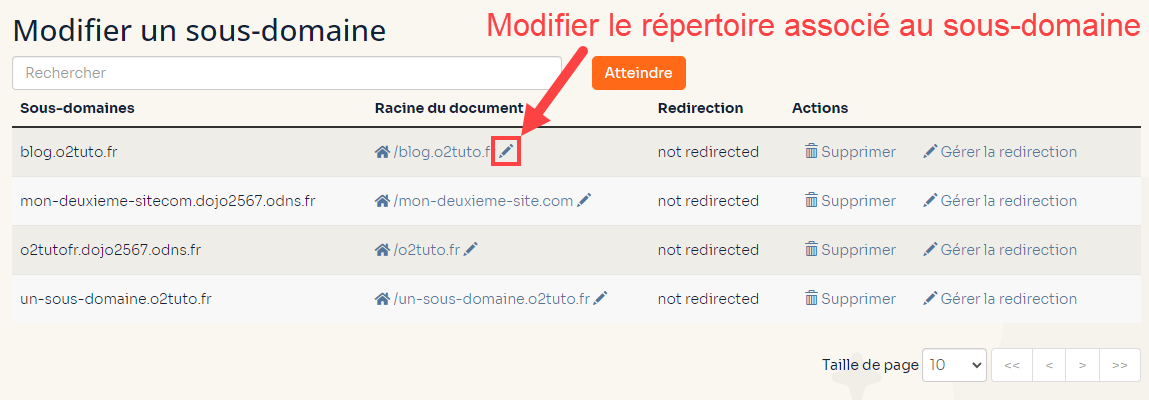 Modifier un sous-domaine
Modifier le répertoire associé au sous-domaine
Rechercher
Atteindre
Sous-domaines Racine du document Redirection Actions
blog.o2tuto.fr /blog.o2tuto.f not redirected Supprimer Gérer la redirection
mon-deuxieme-sitecom.dojo2567.odns.fr /mon-deuxieme-site.com not redirected Supprimer Gérer la redirection
o2tutofr.dojo2567.odns.fr /o2tuto.fr not redirected Supprimer Gérer la redirection
un-sous-domaine.o2tuto.fr /un-sous-domaine.o2tuto.fr not redirected Supprimer Gérer la redirection
Taille de page 10 << < > >>